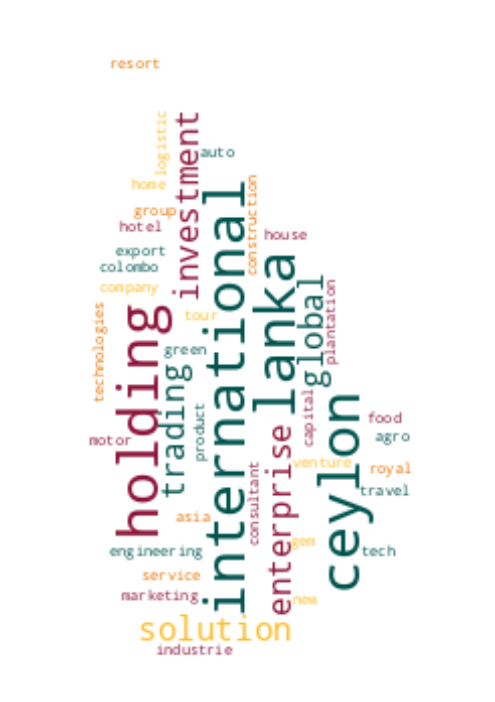 resort
logistic
investment
auto
home
construction
international
group
hotel
house
export
lanka
colombo
global
plantation
company
technologies
holding
tour
green
trading
product
capital
ceylon
food
agro
motor
enterprise
venture
royal
consultant
travel
asia
gem
engineering
tech
service
marketing
new
solution
industrie